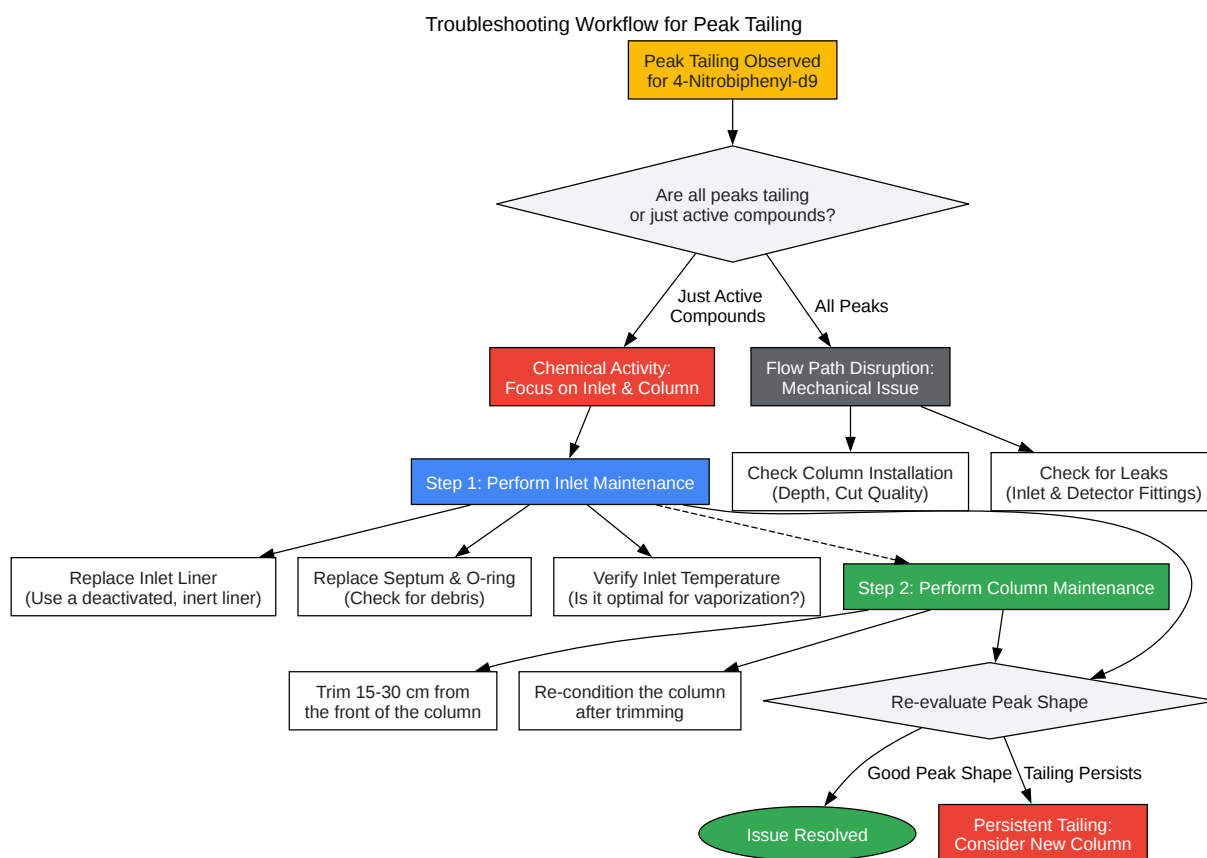 Troubleshooting Workflow for Peak Tailing
Peak Tailing Observed
for 4-Nitrobiphenyl-d9
Are all peaks tailing
or just active compounds?
Just Active
Compounds
All Peaks
Chemical Activity:
Focus on Inlet & Column
Flow Path Disruption:
Mechanical Issue
Step 1: Perform Inlet Maintenance
Check Column Installation
(Depth, Cut Quality)
Check for Leaks
(Inlet & Detector Fittings)
Replace Inlet Liner
(Use a deactivated, inert liner)
Replace Septum & O-ring
(Check for debris)
Verify Inlet Temperature
(Is it optimal for vaporization?)
Step 2: Perform Column Maintenance
Trim 15-30 cm from
the front of the column
Re-condition the column
after trimming
Re-evaluate Peak Shape
Good Peak Shape
Tailing Persists
Issue Resolved
Persistent Tailing:
Consider New Column